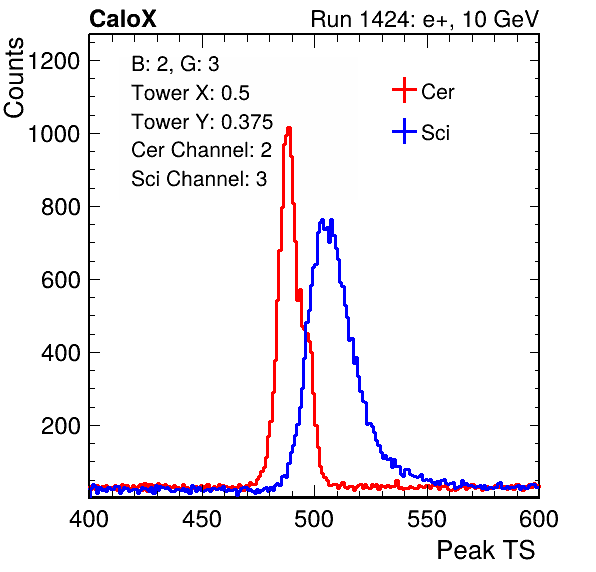 CaloX Run 1424: e+, 10 GeV
Counts
B: 2, G: 3
Tower X: 0.5
Tower Y: 0.375
Cer Channel: 2
Sci Channel: 3
Cer
Sci
1200
1000
800
600
400
200
400 450 500 550 600
Peak TS